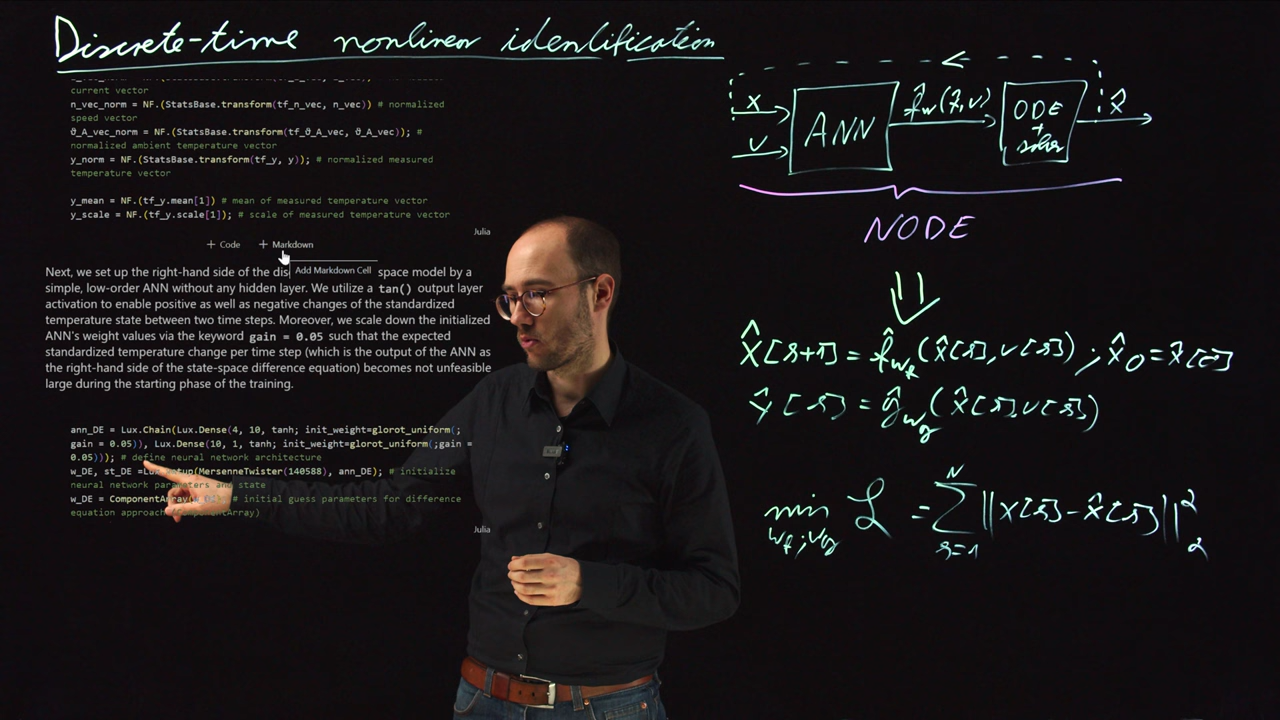 Discrete-time nonlinear identification
current vector
n_vec_norm = NF.(StatsBase.transform(tf_n_vec, n_vec)) # normalized
speed vector
ϑ_A_vec_norm = NF.(StatsBase.transform(tf_ϑ_A_vec, ϑ_A_vec)); #
normalized ambient temperature vector
y_norm = NF.(StatsBase.transform(tf_y, y)); # normalized measured
temperature vector
y_mean = NF.(tf_y.mean[1]) # mean of measured temperature vector
y_scale = NF.(tf_y.scale[1]); # scale of measured temperature vector
Julia
+ Code + Markdown
Add Markdown Cell
Next, we set up the right-hand side of the dis space model by a
simple, low-order ANN without any hidden layer. We utilize a tan() output layer
activation to enable positive as well as negative changes of the standardized
temperature state between two time steps. Moreover, we scale down the initialized
ANN's weight values via the keyword gain = 0.05 such that the expected
standardized temperature change per time step (which is the output of the ANN as
the right-hand side of the state-space difference equation) becomes not unfeasible
large during the starting phase of the training.
ann_DE = Lux.Chain(Lux.Dense(4, 10, tanh; init_weight=glorot_uniform(;
gain = 0.05)), Lux.Dense(10, 1, tanh; init_weight=glorot_uniform(;gain =
0.05))); # define neural network architecture
w_DE, st_DE =Lux.setup(MersenneTwister(140588), ann_DE); # initialize
neural network parameters and state
w_DE = ComponentArray( # initial guess parameters for difference
equation approach
Julia
x
v
ANN
f̂w(x̂,v)
ODE
+
solver
x̂
NODE
x̂[k+1] = f̂wf(x̂[k],v[k]) ; x̂0 = x[0]
ŷ[k] = ĝwg(x̂[k],v[k])
min wf;wg L = Σ N k=1 ||x[k]-x̂[k]||²₂